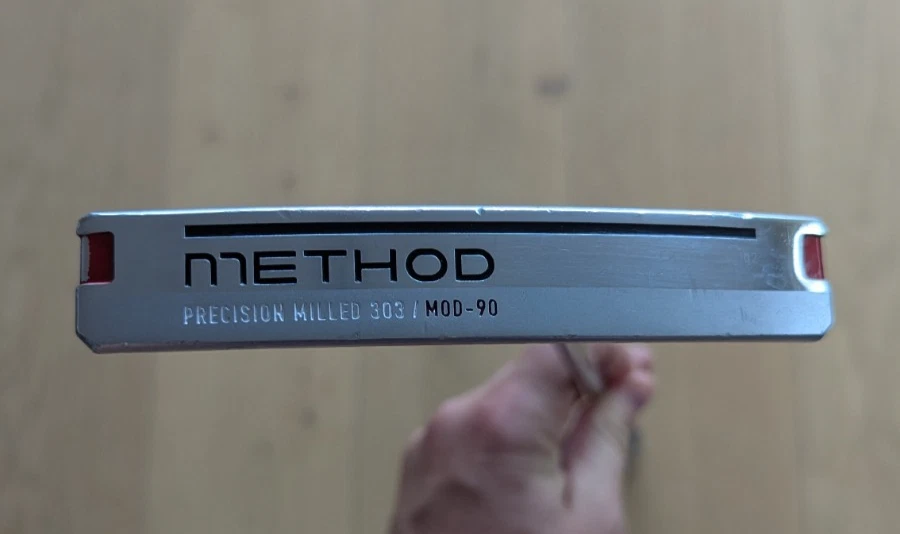 METHOD
PRECISION MILLED 303 / MOD-90